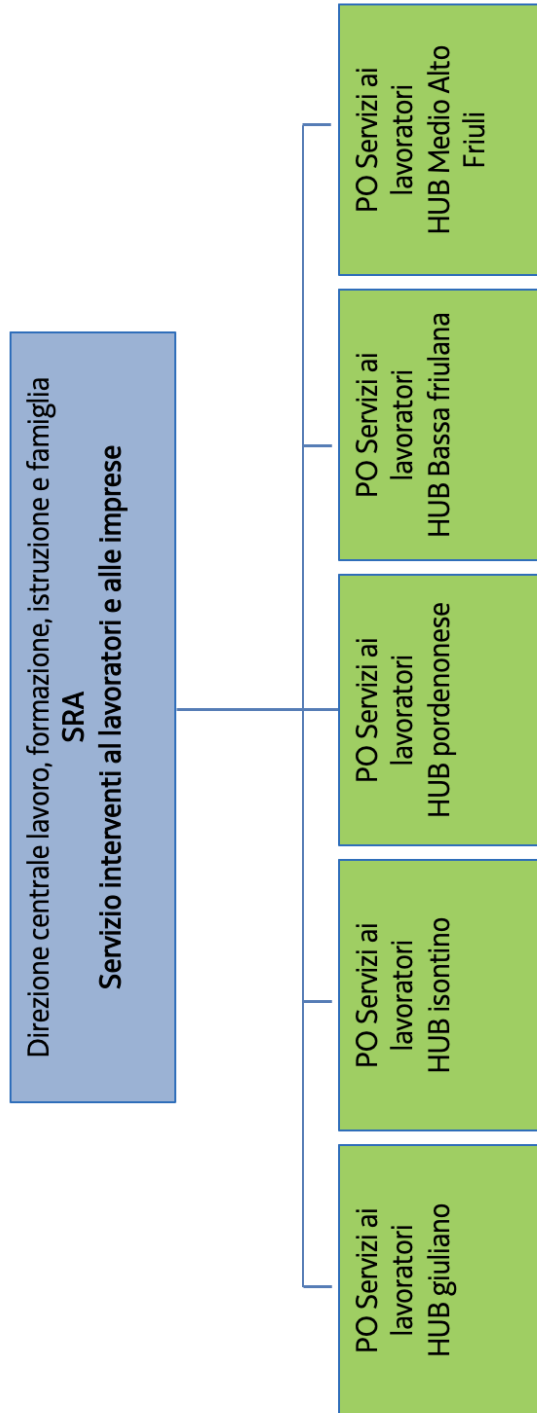 Direzione centrale lavoro, formazione, istruzione e famiglia
SRA
Servizio interventi al lavoratori e alle imprese
PO Servizi ai
lavoratori
HUB giuliano
PO Servizi ai
lavoratori
HUB isontino
PO Servizi ai
lavoratori
HUB pordenonese
PO Servizi ai
lavoratori
HUB Bassa friulana
PO Servizi ai
lavoratori
HUB Medio Alto
Friuli